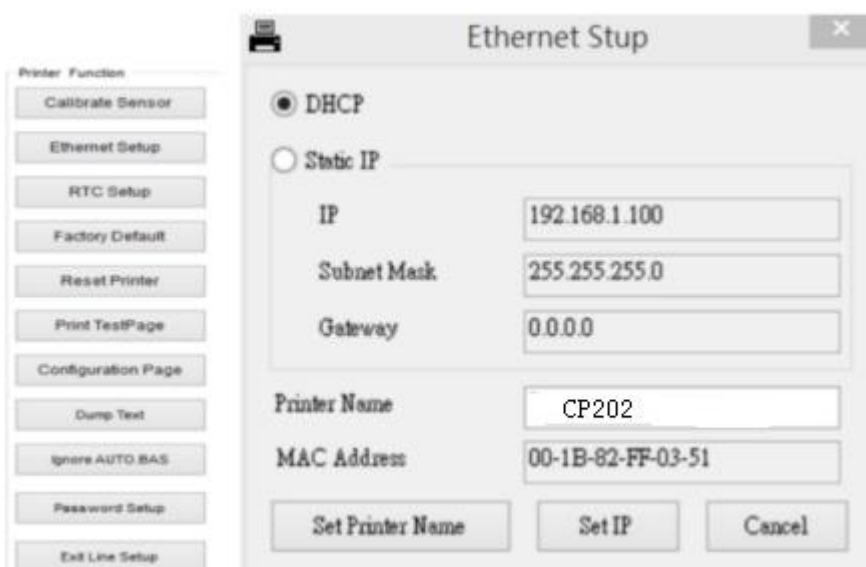 Printer Function
Calibrate Sensor
Ethernet Setup
RTC Setup
Factory Default
Reset Printer
Print TestPage
Configuration Page
Dump Text
Ignore AUTO.BAS
Password Setup
Exit Line Setup
Ethernet Stup
DHCP
Static IP
IP 192.168.1.100
Subnet Mask 255.255.255.0
Gateway 0.0.0.0
Printer Name CP202
MAC Address 00-1B-82-FF-03-51
Set Printer Name Set IP Cancel